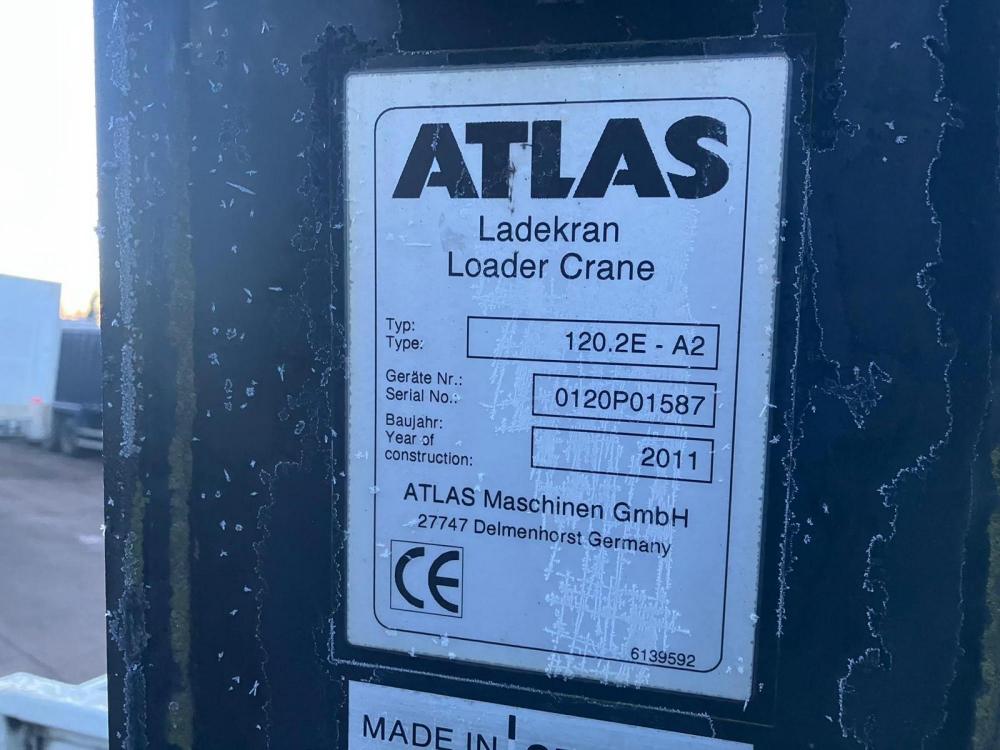 ATLAS
Ladekran
Loader Crane
Typ:
Type:
120.2E - A2
Geräte Nr.:
Serial No.:
0120P01587
Baujahr:
Year of
construction:
2011
ATLAS Maschinen GmbH
27747 Delmenhorst Germany
CE
6139592
MADE IN